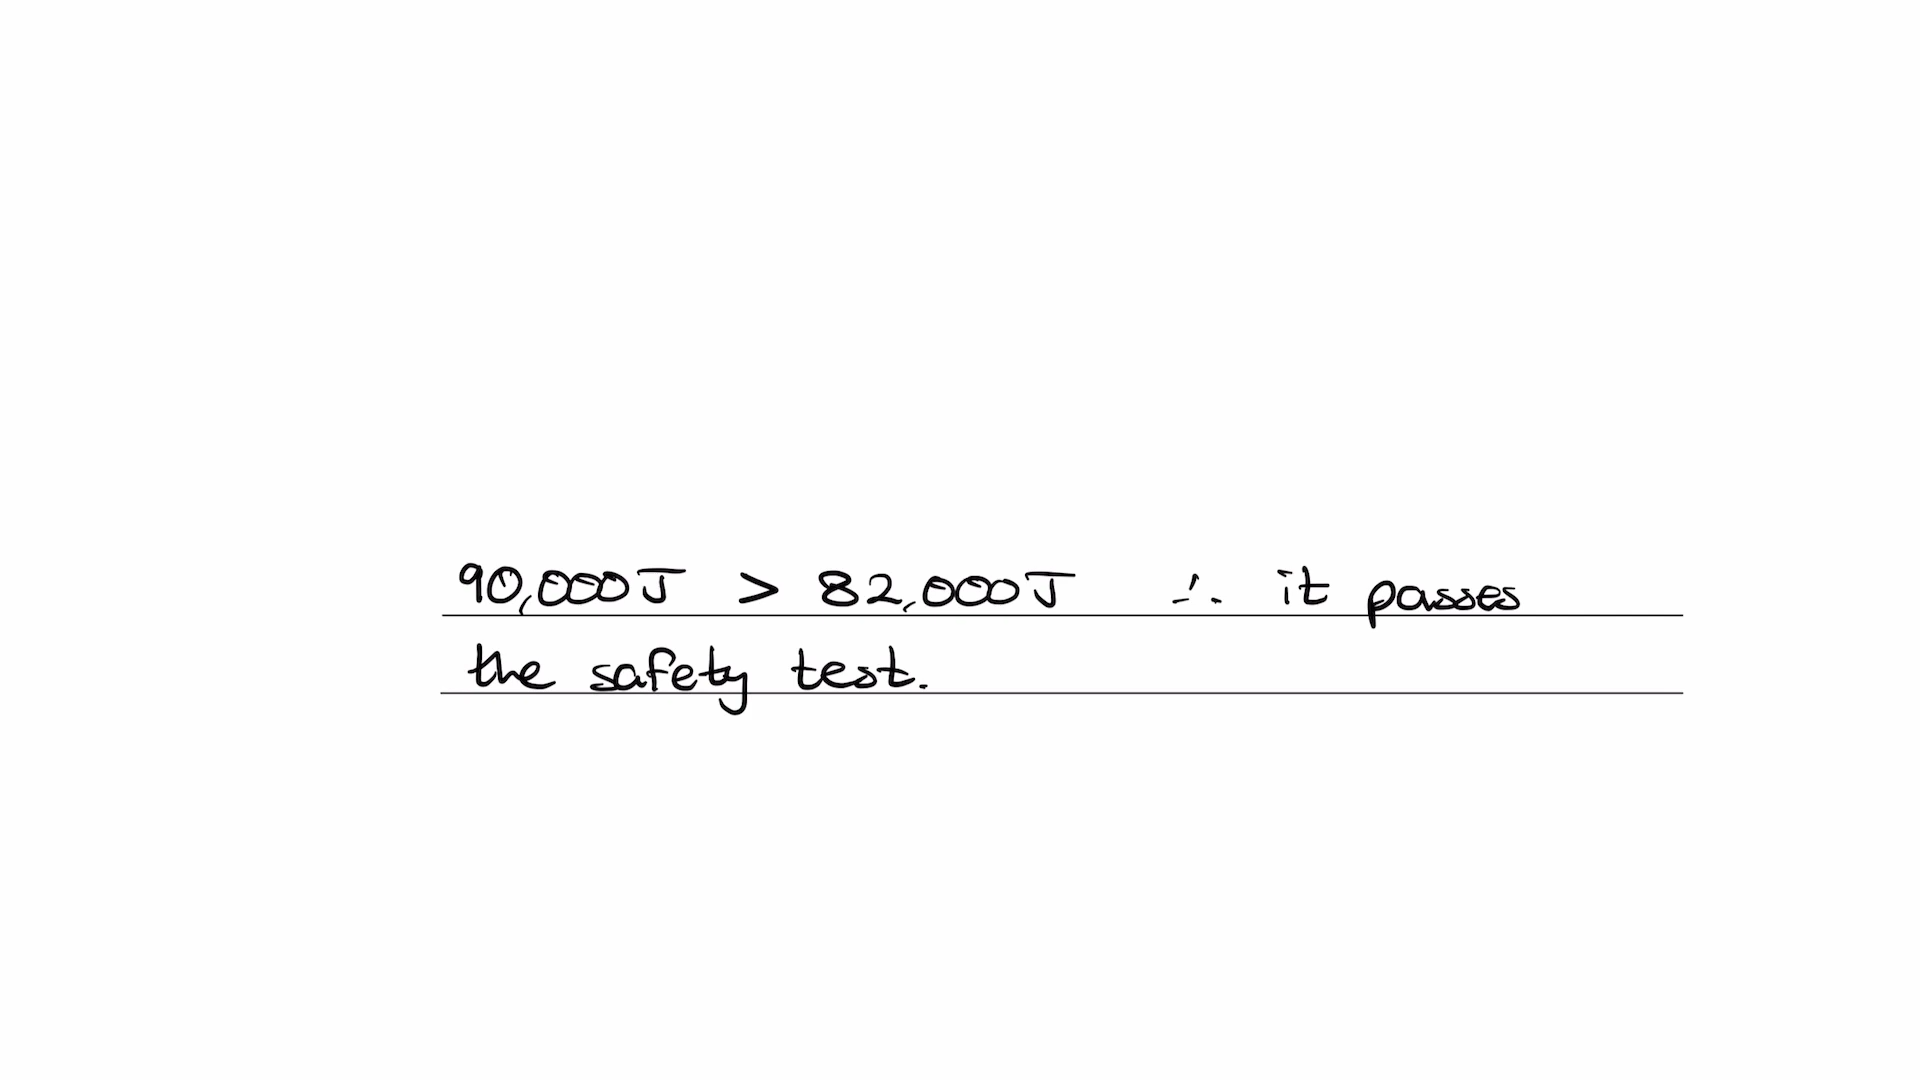 90,000J > 82,000J ∴ it passes
the safety test.